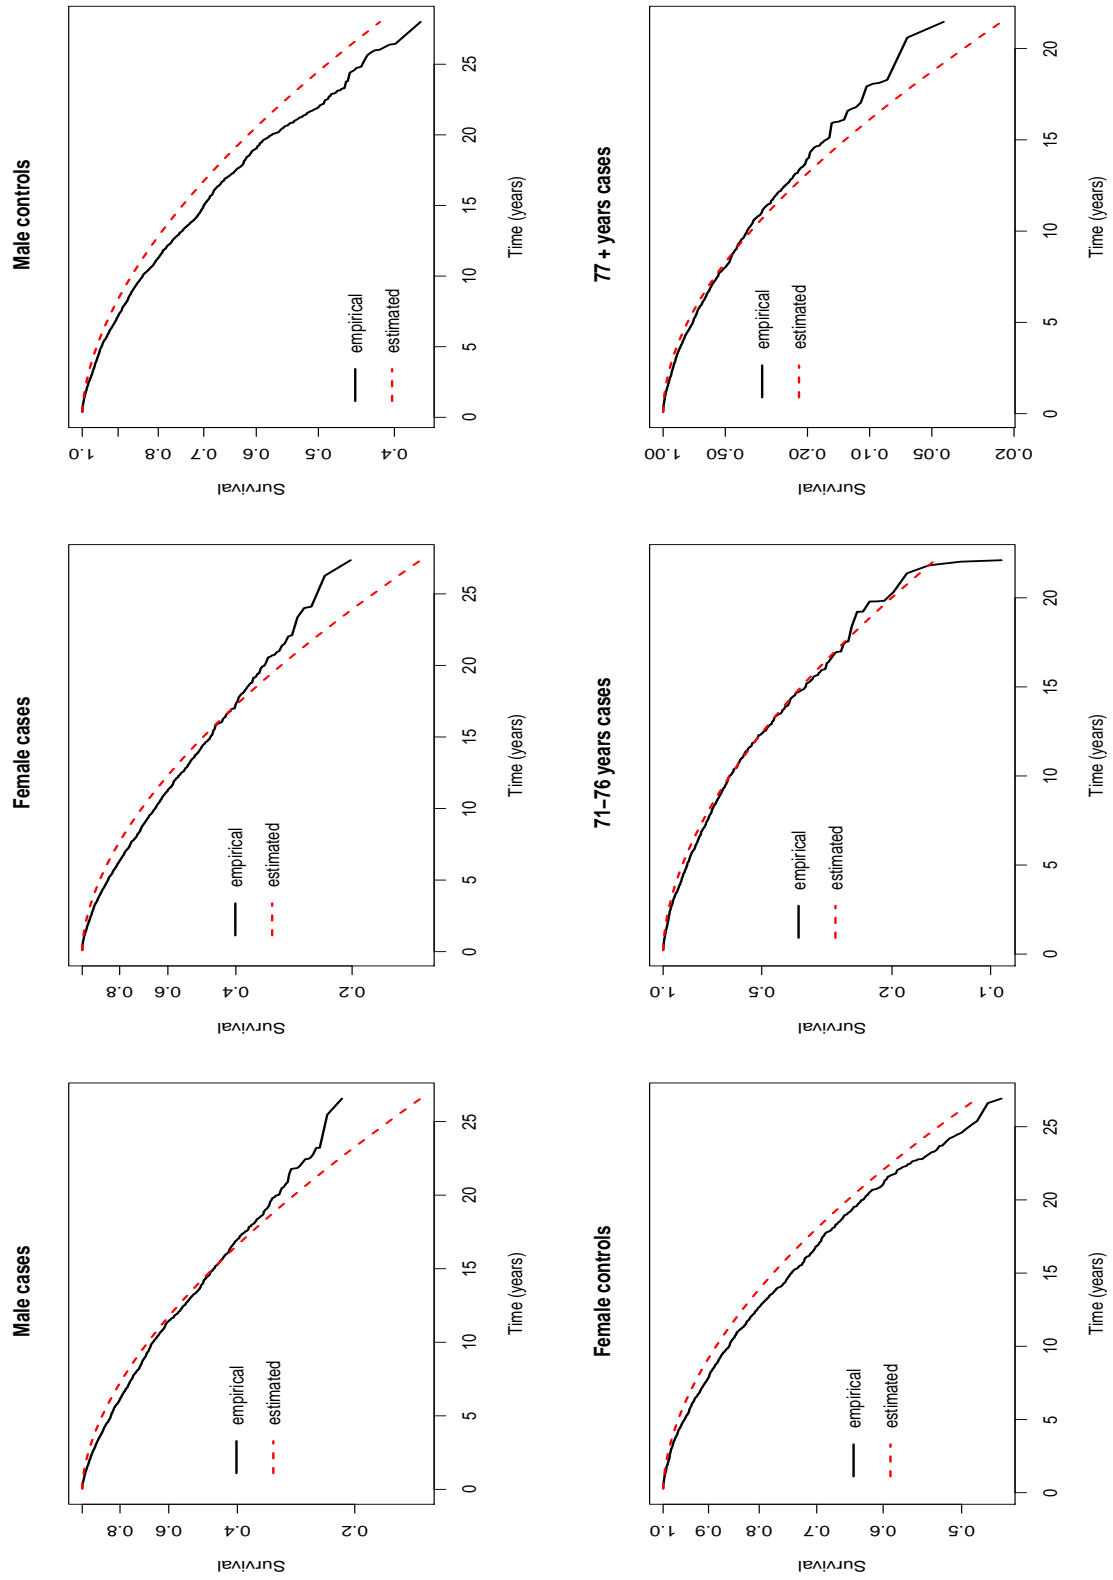 Male cases
Survival
0.8
0.6
0.4
0.2
empirical
estimated
0 5 10 15 20 25
Time (years)
Female cases
Survival
0.8
0.6
0.4
0.2
empirical
estimated
0 5 10 15 20 25
Time (years)
Male controls
Survival
1.0
0.8
0.7
0.6
0.5
0.4
empirical
estimated
0 5 10 15 20 25
Time (years)
Female controls
Survival
1.0
0.9
0.8
0.7
0.6
0.5
empirical
estimated
0 5 10 15 20 25
Time (years)
71–76 years cases
Survival
1.0
0.5
0.2
0.1
empirical
estimated
0 5 10 15 20
Time (years)
77 + years cases
Survival
1.00
0.50
0.20
0.10
0.05
0.02
empirical
estimated
0 5 10 15 20
Time (years)